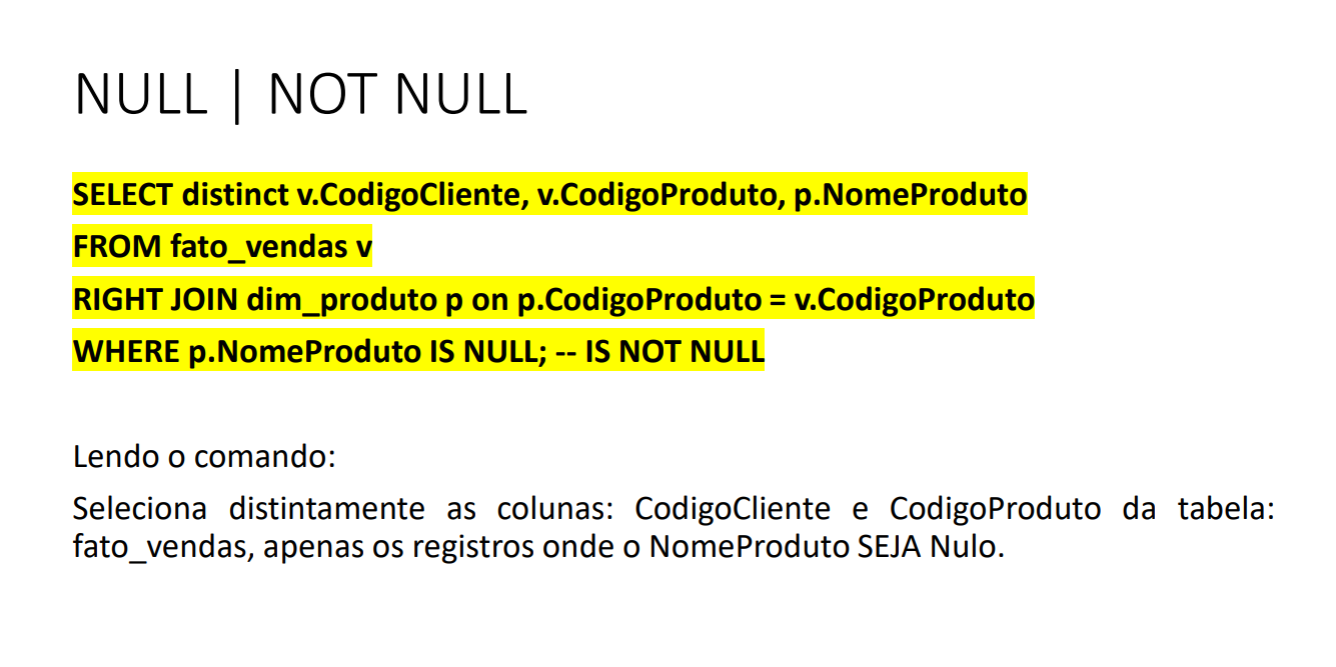 NULL | NOT NULL
SELECT distinct v.CodigoCliente, v.CodigoProduto, p.NomeProduto
FROM fato_vendas v
RIGHT JOIN dim_produto p on p.CodigoProduto = v.CodigoProduto
WHERE p.NomeProduto IS NULL; -- IS NOT NULL
Lendo o comando:
Seleciona distintamente as colunas: CodigoCliente e CodigoProduto da tabela:
fato_vendas, apenas os registros onde o NomeProduto SEJA Nulo.